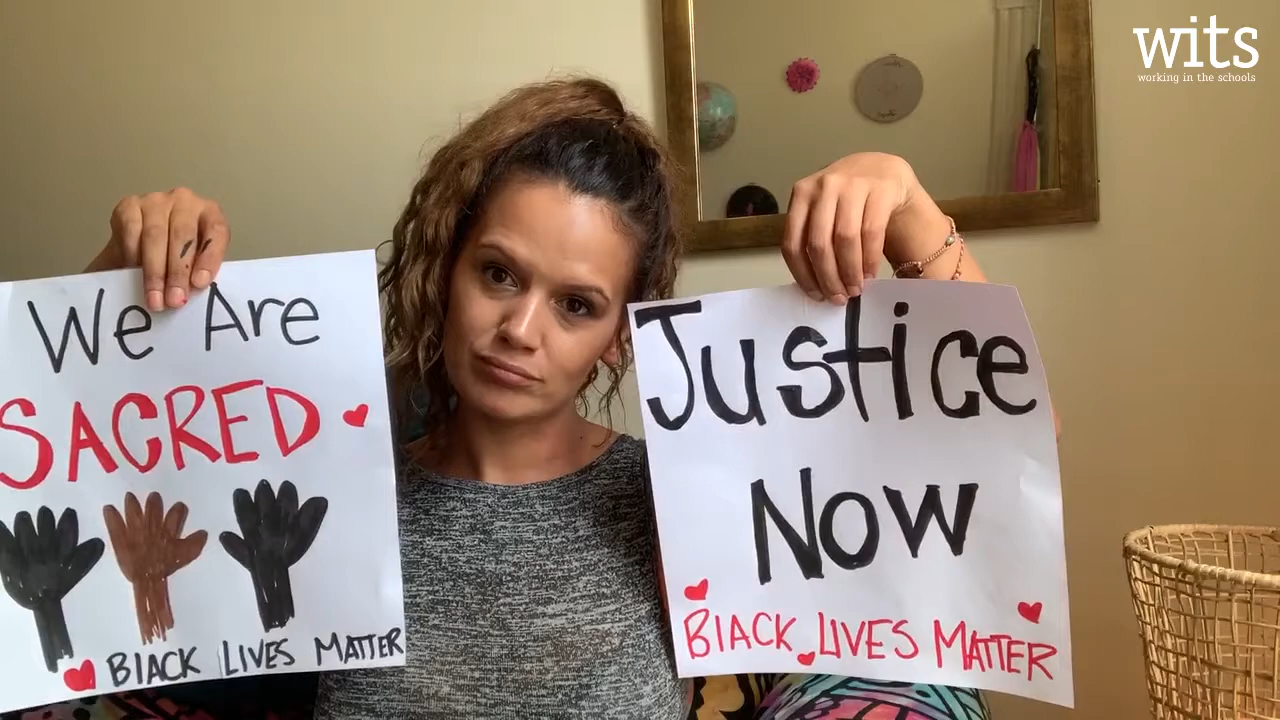 wits
working in the schools
We Are
SACRED
BlACK LIVES MATTER
Justice
Now
BlACK LIVES MATTER